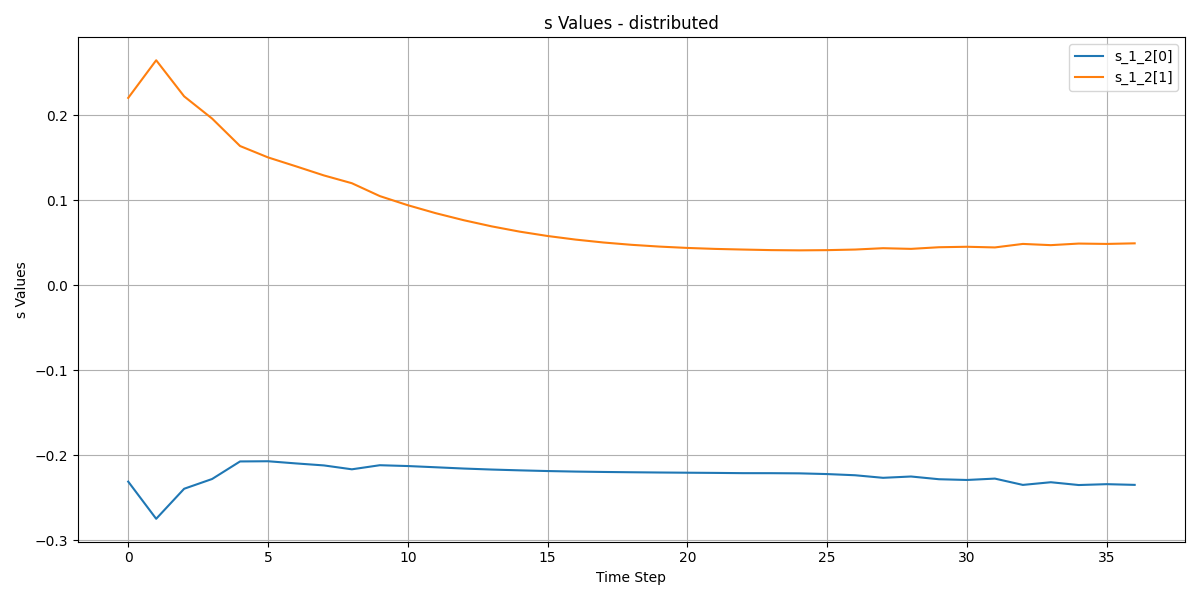 s Values - distributed
s_1_2[0]
s_1_2[1]
s Values
0.2
0.1
0.0
−0.1
−0.2
−0.3
0 5 10 15 20 25 30 35
Time Step